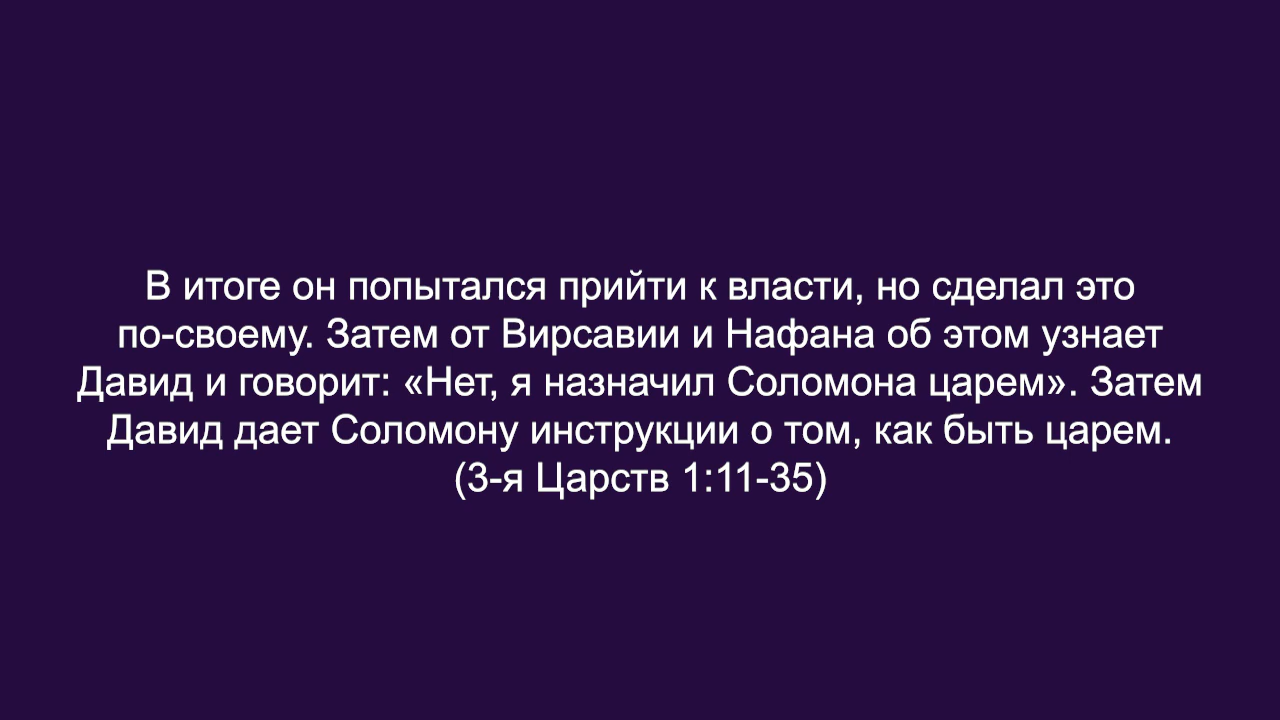 В итоге он попытался прийти к власти, но сделал это
по-своему. Затем от Вирсавии и Нафана об этом узнает
Давид и говорит: «Нет, я назначил Соломона царем». Затем
Давид дает Соломону инструкции о том, как быть царем.
(3-я Царств 1:11-35)